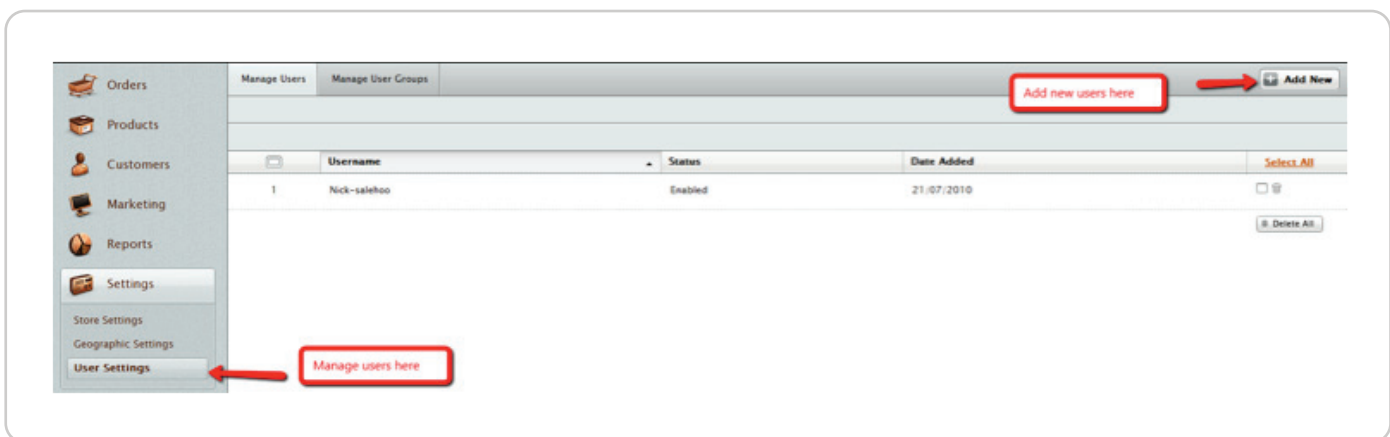 Orders
Manage Users
Manage User Groups
Add new users here
Add New
Products
Customers
Username
Status
Date Added
Select All
1
Nick-salehoo
Enabled
21/07/2010
Marketing
Delete All
Reports
Settings
Store Settings
Geographic Settings
User Settings
Manage users here